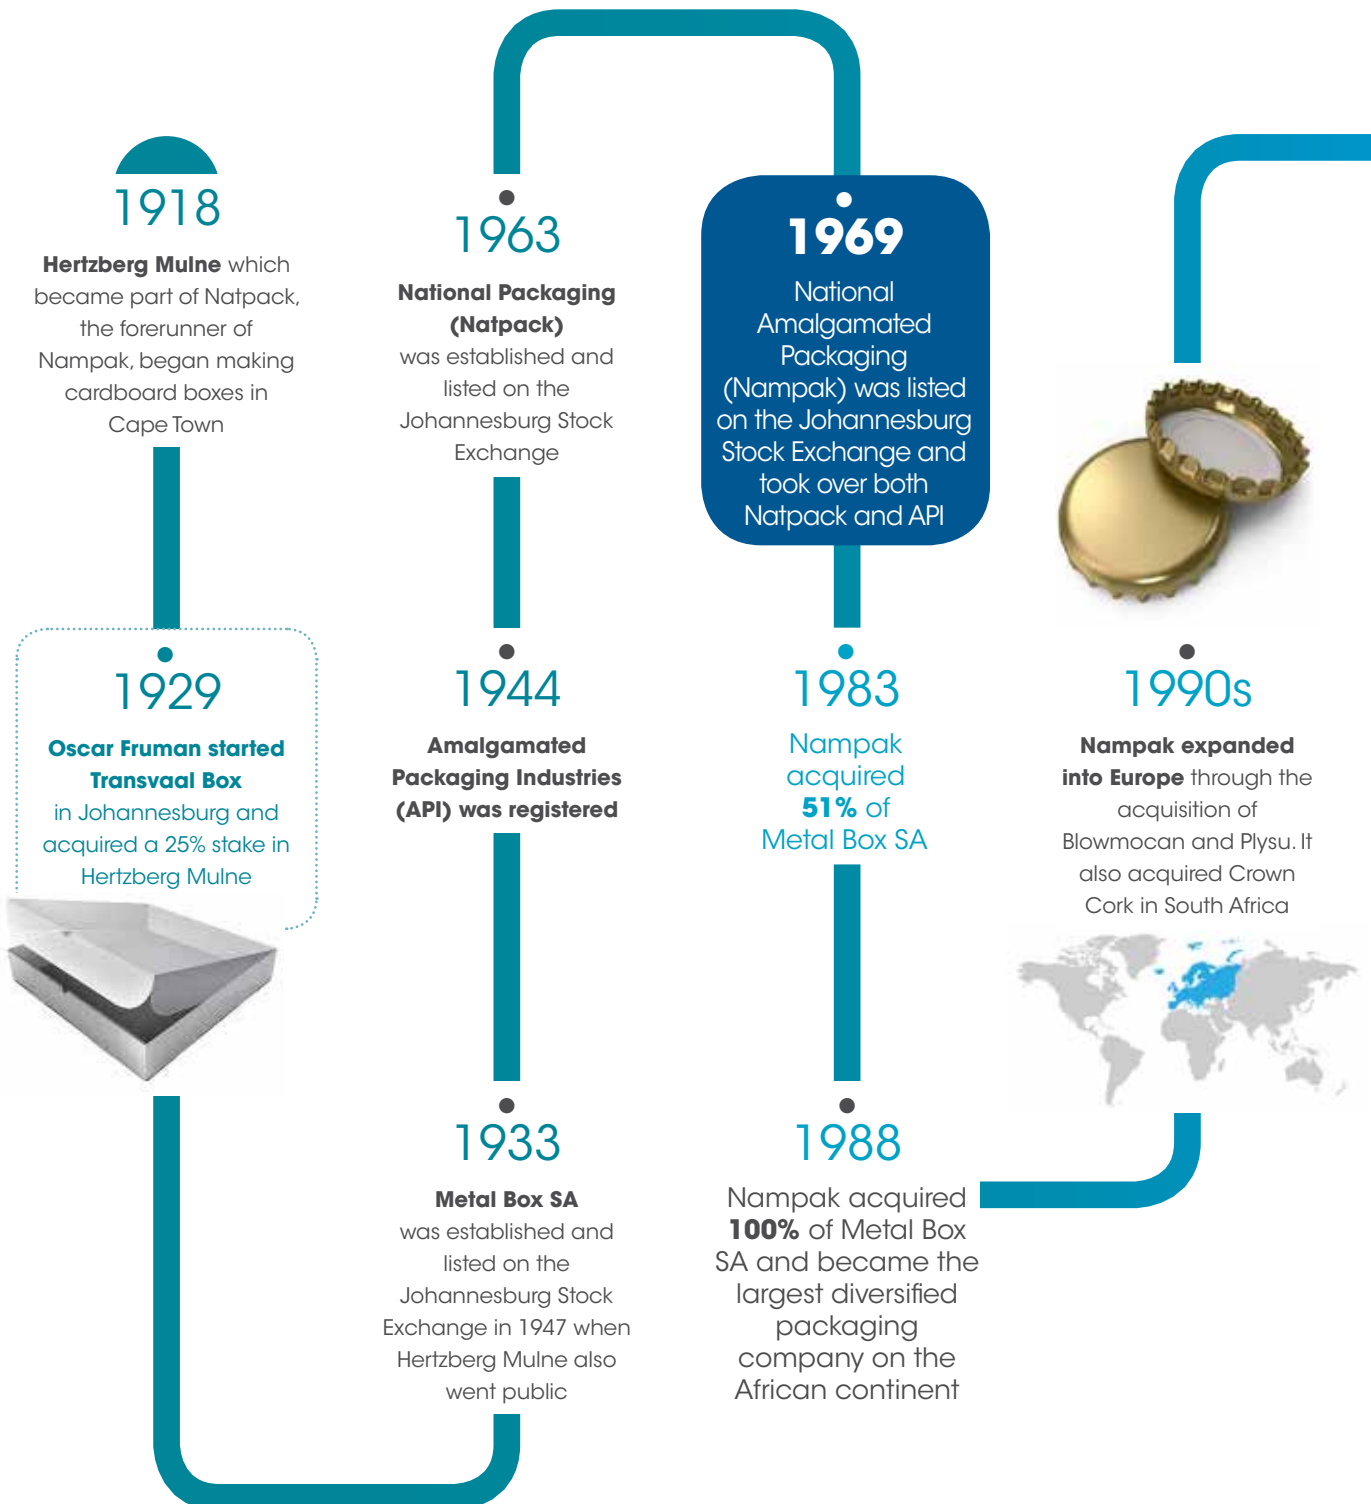 1918
Hertzberg Mulne which
became part of Natpack,
the forerunner of
Nampak, began making
cardboard boxes in
Cape Town
1929
Oscar Fruman started
Transvaal Box
in Johannesburg and
acquired a 25% stake in
Hertzberg Mulne
1933
Metal Box SA
was established and
listed on the
Johannesburg Stock
Exchange in 1947 when
Hertzberg Mulne also
went public
1944
Amalgamated
Packaging Industries
(API) was registered
1963
National Packaging
(Natpack)
was established and
listed on the
Johannesburg Stock
Exchange
1969
National
Amalgamated
Packaging
(Nampak) was listed
on the Johannesburg
Stock Exchange and
took over both
Natpack and API
1983
Nampak
acquired
51% of
Metal Box SA
1988
Nampak acquired
100% of Metal Box
SA and became the
largest diversified
packaging
company on the
African continent
1990s
Nampak expanded
into Europe through the
acquisition of
Blowmocan and Plysu. It
also acquired Crown
Cork in South Africa